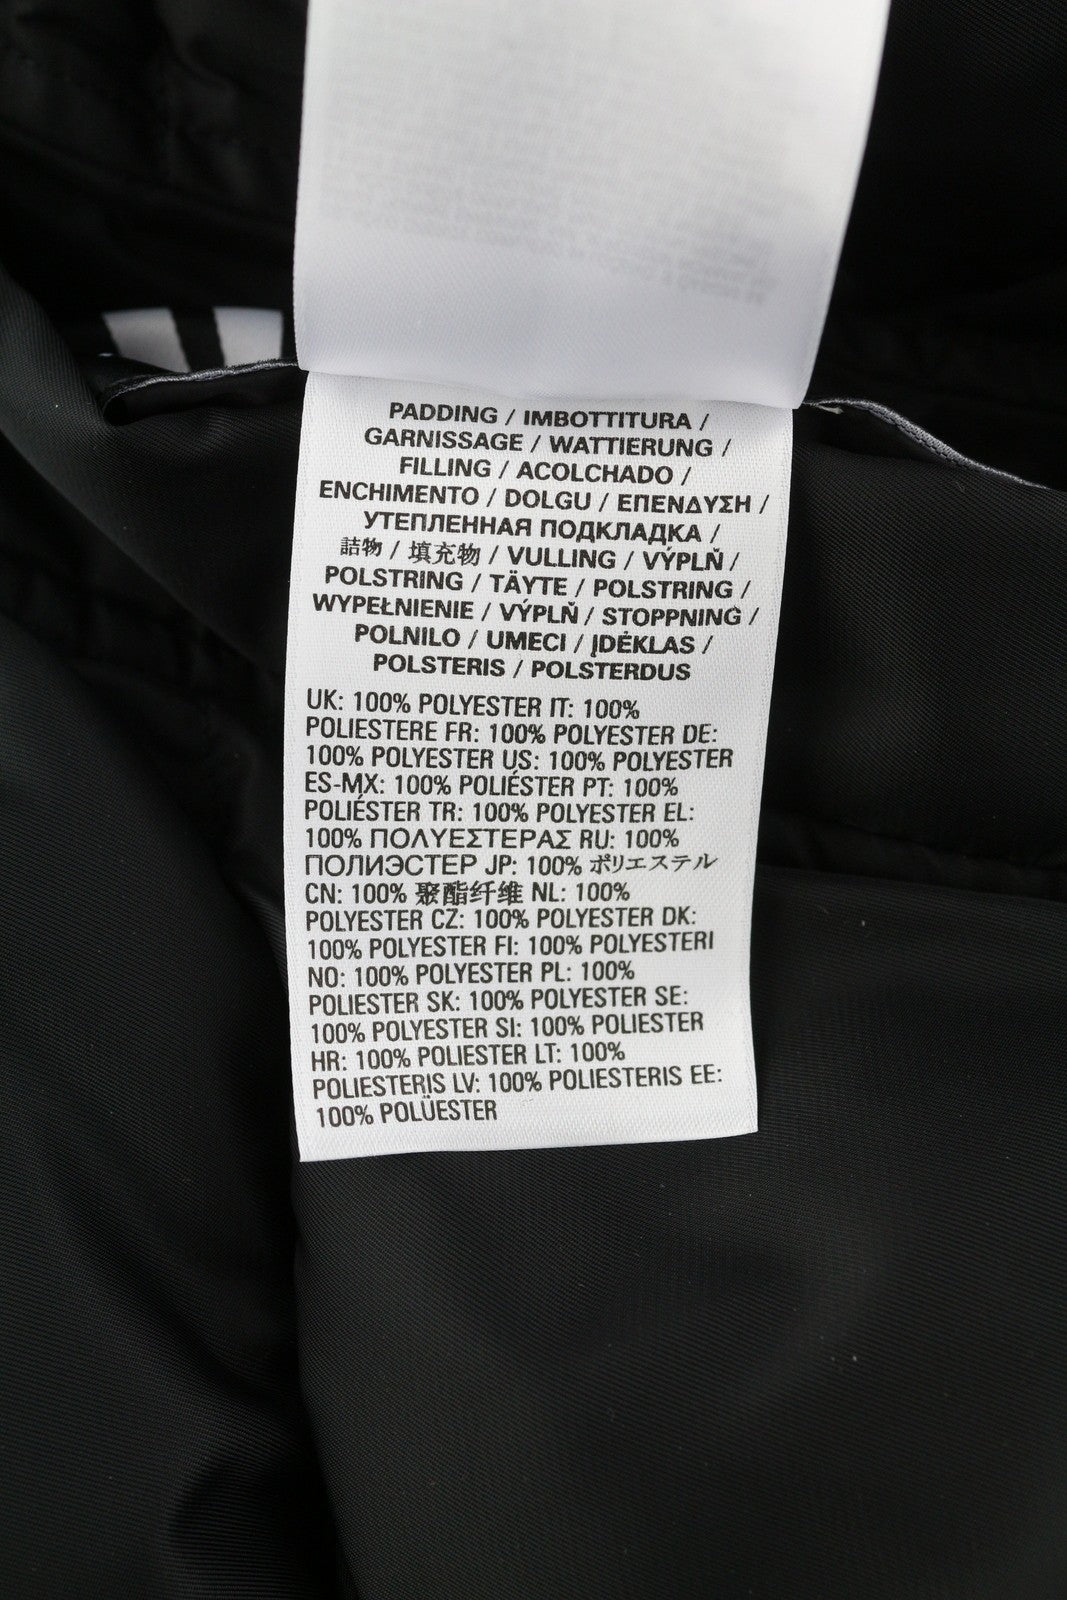 PADDING / IMBOTTITURA /
GARNISSAGE / WATTIERUNG /
FILLING / ACOLCHADO /
ENCHIMENTO / DOLGU / ΕΠΕΝΔΥΣΗ /
УТЕПЛЕННАЯ ПОДКЛАДКА /
詰物 / 填充物 / VULLING / VÝPLŇ /
POLSTRING / TÄYTE / POLSTRING /
WYPEŁNIENIE / VÝPLŇ / STOPPNING /
POLNILO / UMECI / ĮDĖKLAS /
POLSTERIS / POLSTERDUS
UK: 100% POLYESTER IT: 100%
POLIESTERE FR: 100% POLYESTER DE:
100% POLYESTER US: 100% POLYESTER
ES-MX: 100% POLIÉSTER PT: 100%
POLIÉSTER TR: 100% POLYESTER EL:
100% ΠΟΛΥΕΣΤΕΡΑΣ RU: 100%
ПОЛИЭСТЕР JP: 100% ポリエステル
CN: 100% 聚酯纤维 NL: 100%
POLYESTER CZ: 100% POLYESTER DK:
100% POLYESTER FI: 100% POLYESTERI
NO: 100% POLYESTER PL: 100%
POLIESTER SK: 100% POLYESTER SE:
100% POLYESTER SI: 100% POLIESTER
HR: 100% POLIESTER LT: 100%
POLIESTERIS LV: 100% POLIESTERIS EE:
100% POLÜESTER